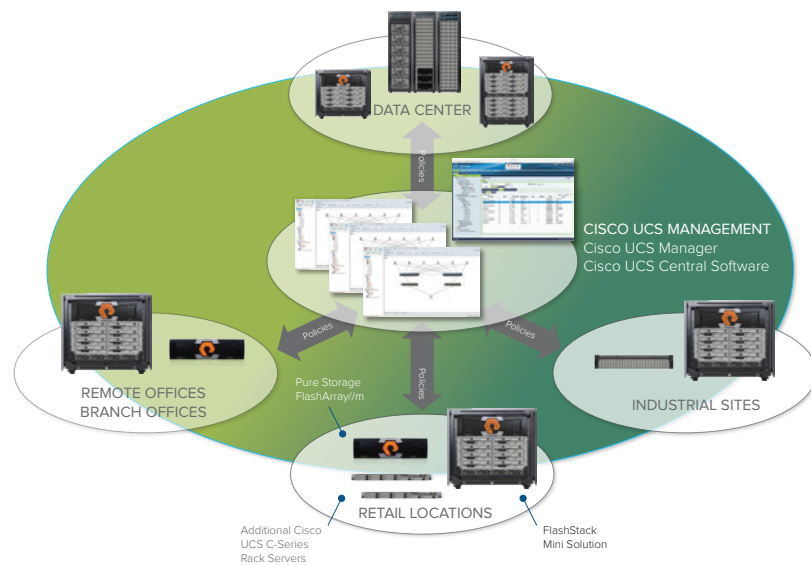 DATA CENTER
Policies
CISCO UCS MANAGEMENT
Cisco UCS Manager
Cisco UCS Central Software
Policies
Policies
Policies
REMOTE OFFICES
BRANCH OFFICES
Pure Storage
FlashArray//m
INDUSTRIAL SITES
RETAIL LOCATIONS
Additional Cisco
UCS C-Series
Rack Servers
FlashStack
Mini Solution